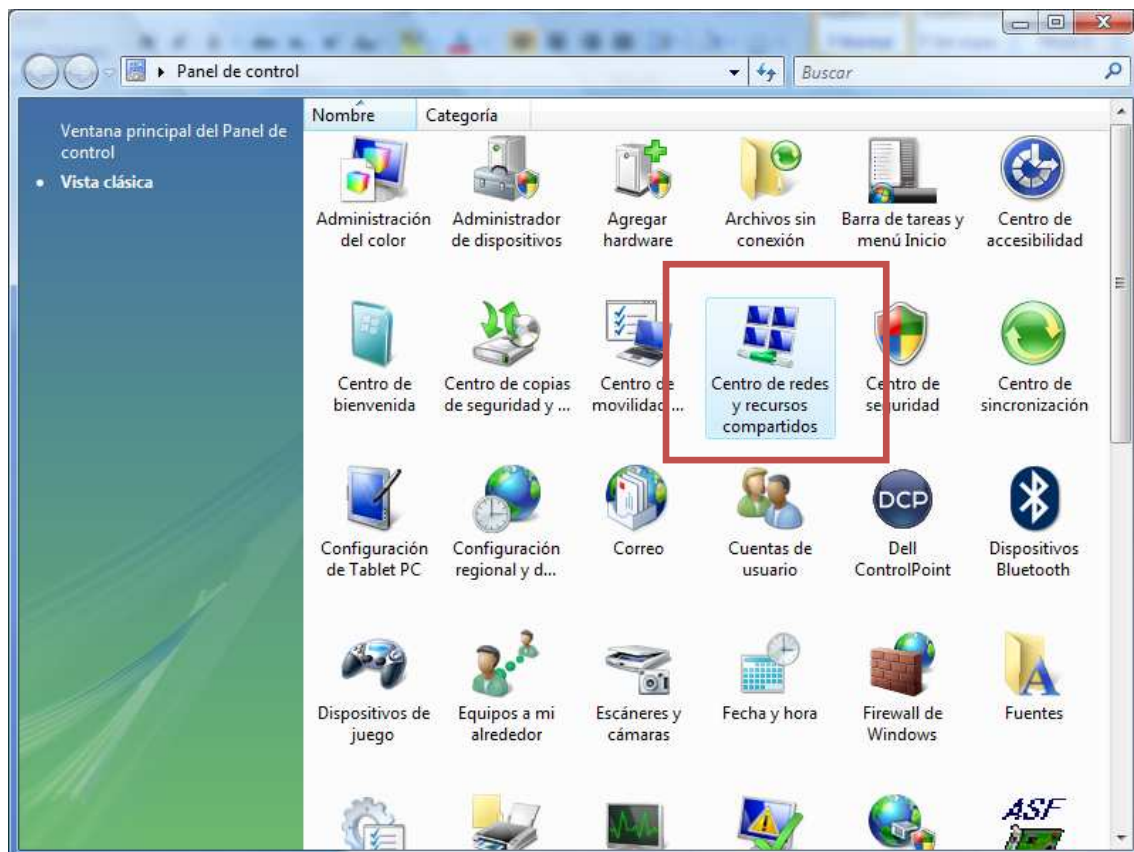 Panel de control
Buscar
Ventana principal del Panel de
control
Vista clásica
Nombre Categoría
Administración
del color
Administrador
de dispositivos
Agregar
hardware
Archivos sin
conexión
Barra de tareas y
menú Inicio
Centro de
accesibilidad
Centro de
bienvenida
Centro de copias
de seguridad y ...
Centro de
movilidad ...
Centro de redes
y recursos
compartidos
Centro de
seguridad
Centro de
sincronización
Configuración
de Tablet PC
Configuración
regional y d...
Correo
Cuentas de
usuario
DCP
Dell
ControlPoint
Dispositivos
Bluetooth
Dispositivos de
juego
Equipos a mi
alrededor
Escáneres y
cámaras
Fecha y hora
Firewall de
Windows
A
Fuentes
ASF